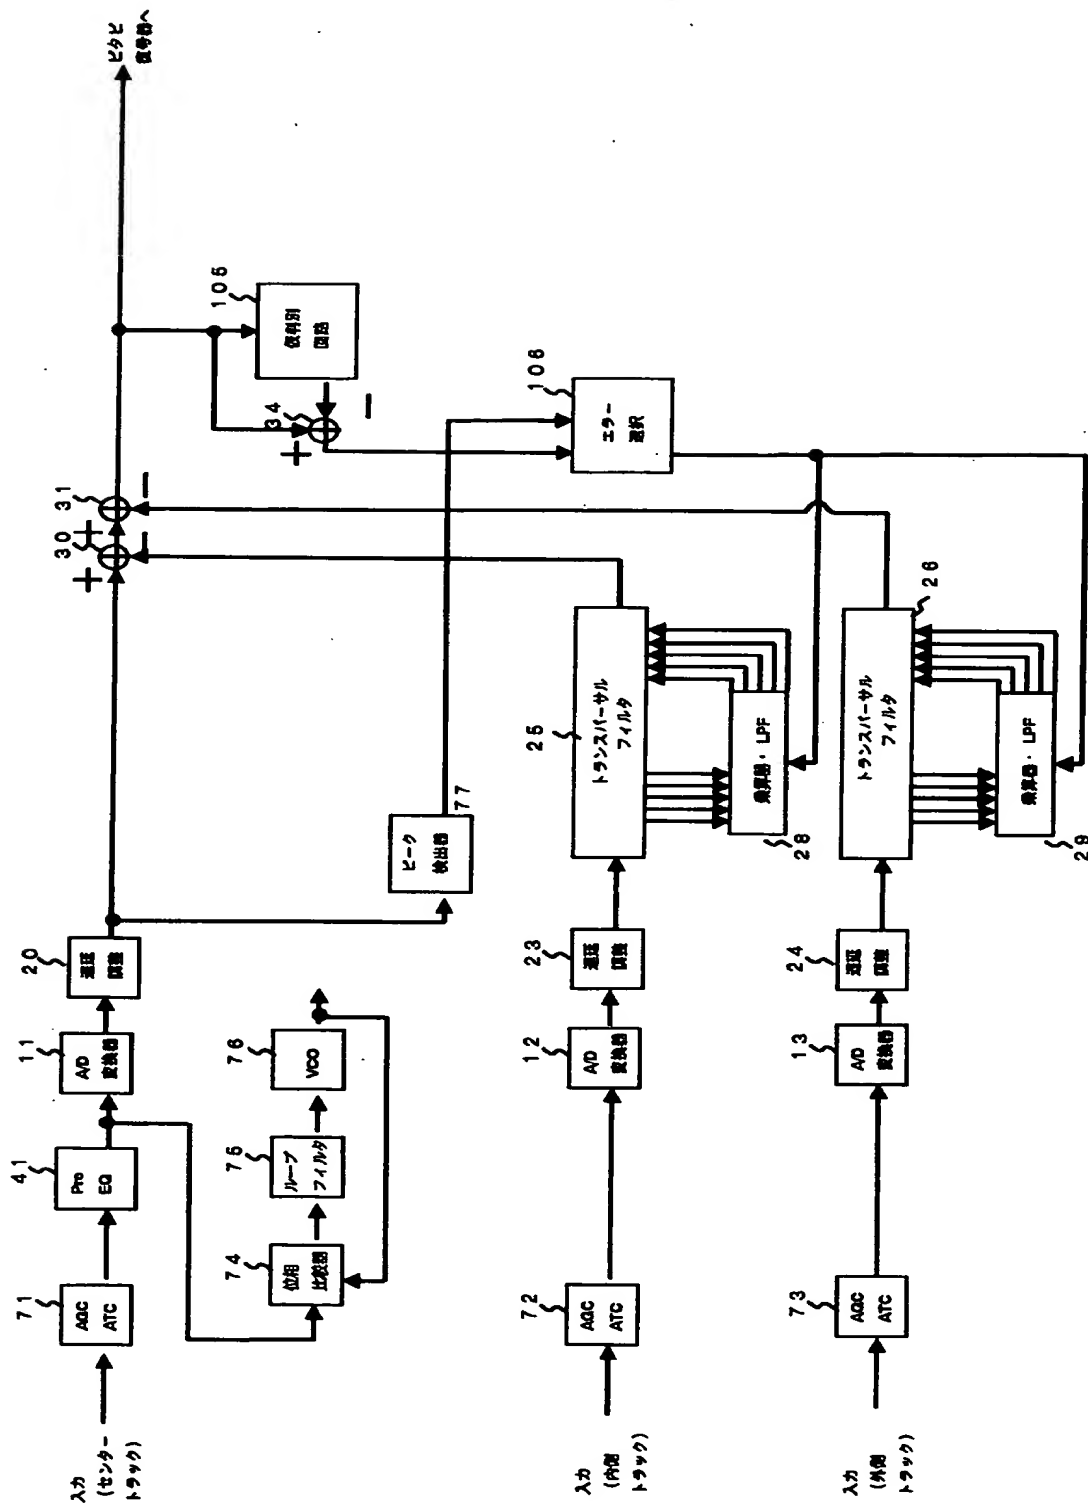 入力
(センター
トラック)
71
AGC
ATC
41
Pre
EQ
11
A/D
変換器
20
遅延
調整
30
+
-
31
+
-
ビタビ
復号器へ
74
位相
比較器
75
ループ
フィルタ
76
VCO
ピーク
検出器
77
34
+
-
105
仮判別
回路
106
エラー
選択
入力
(内側
トラック)
72
AGC
ATC
12
A/D
変換器
23
遅延
調整
25
トランスバーサル
フィルタ
乗算器・LPF
28
入力
(外側
トラック)
73
AGC
ATC
13
A/D
変換器
24
遅延
調整
トランスバーサル
フィルタ
26
乗算器・LPF
29